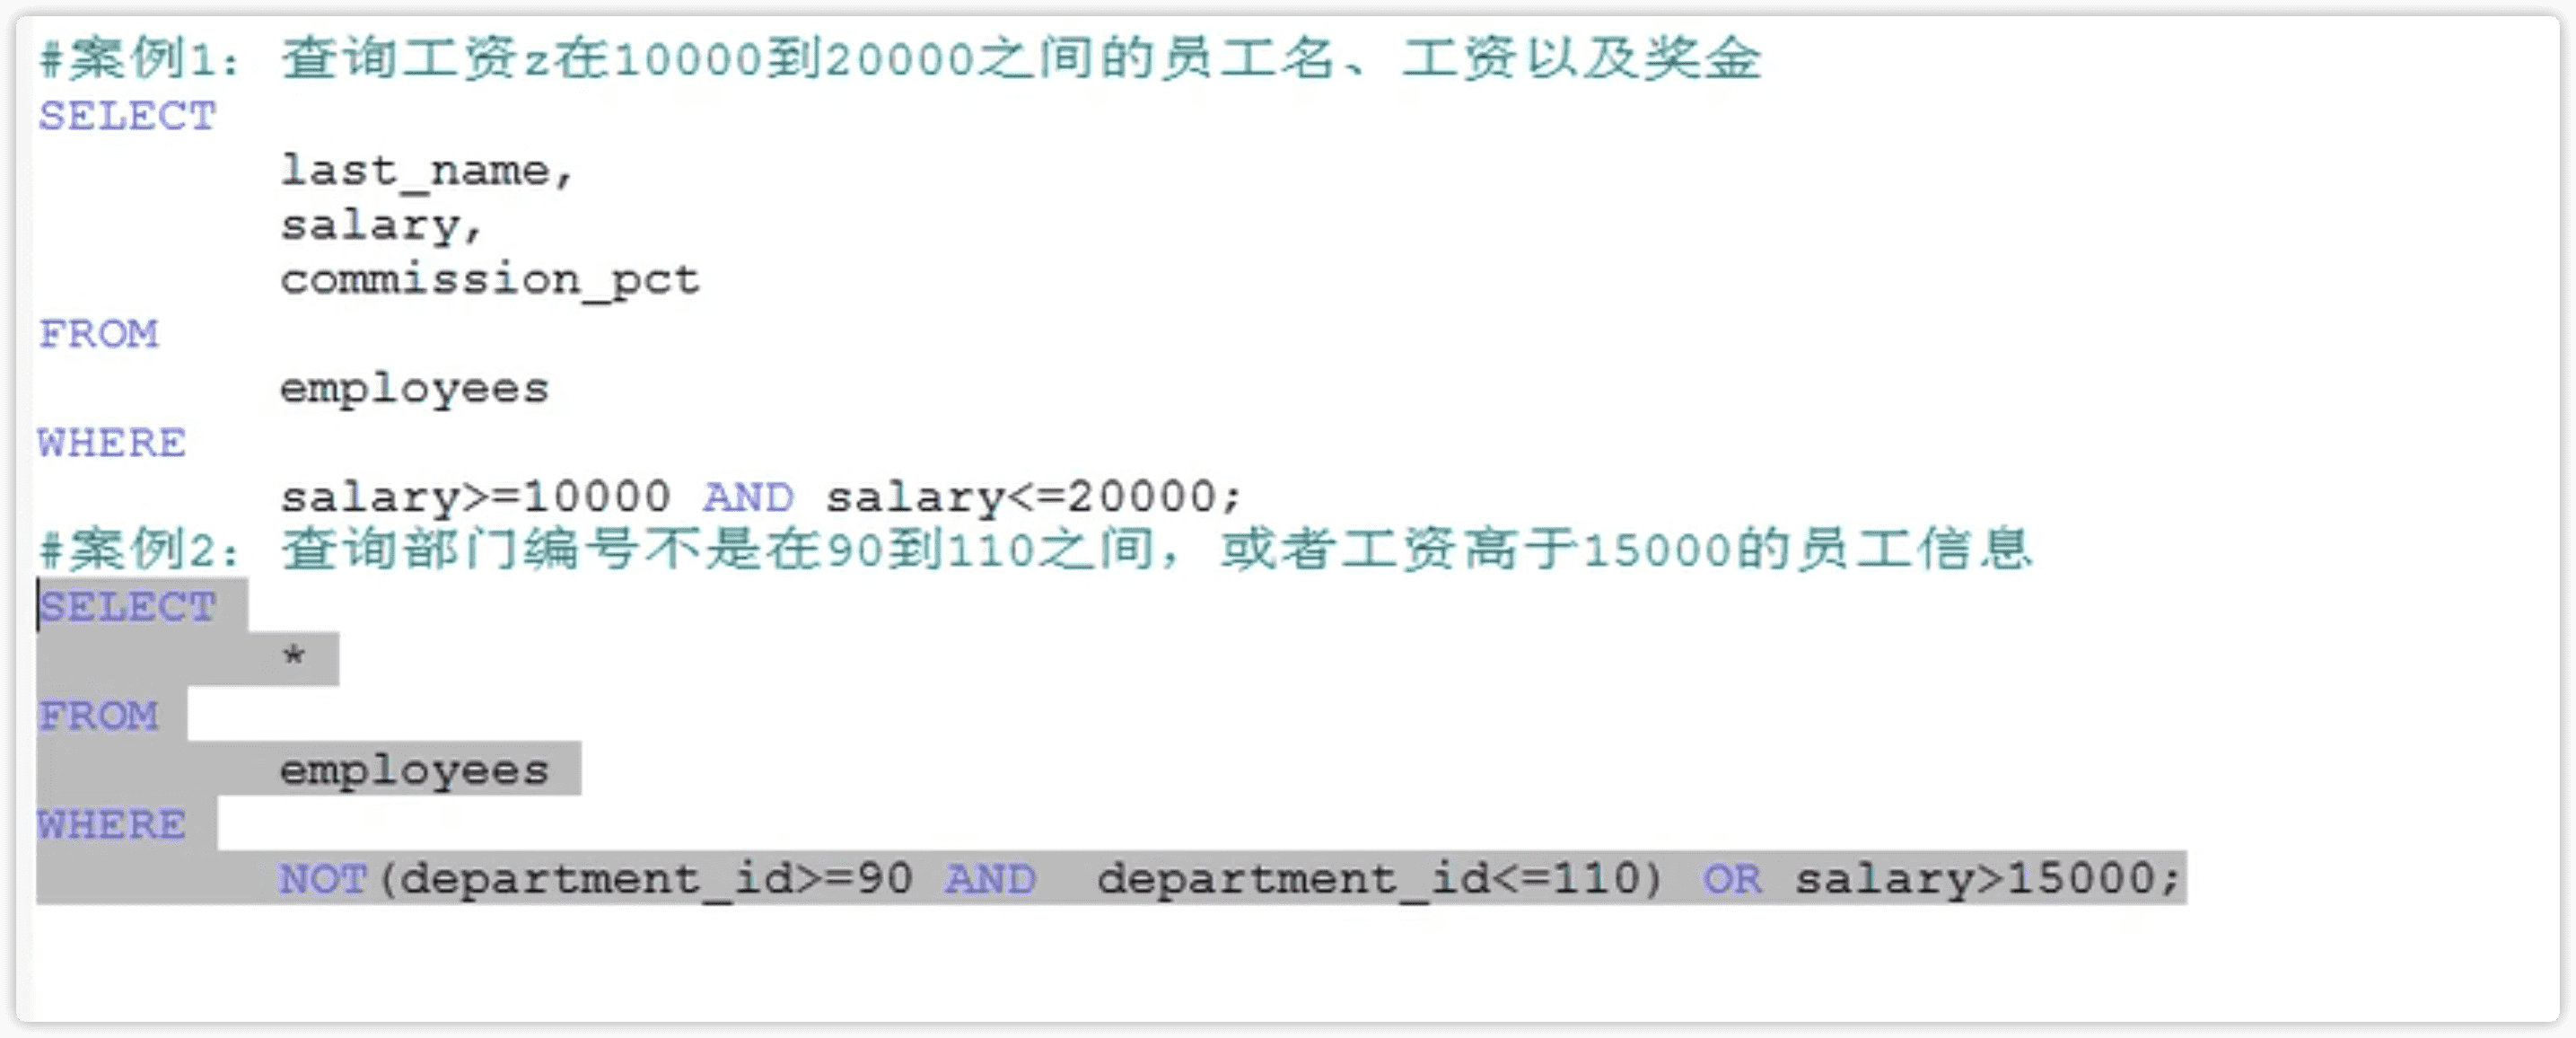 #案例1：查询工资z在10000到20000之间的员工名、工资以及奖金
SELECT
last_name,
salary,
commission_pct
FROM
employees
WHERE
salary>=10000 AND salary<=20000;
#案例2：查询部门编号不是在90到110之间，或者工资高于15000的员工信息
SELECT
*
FROM
employees
WHERE
NOT(department_id>=90 AND  department_id<=110) OR salary>15000;